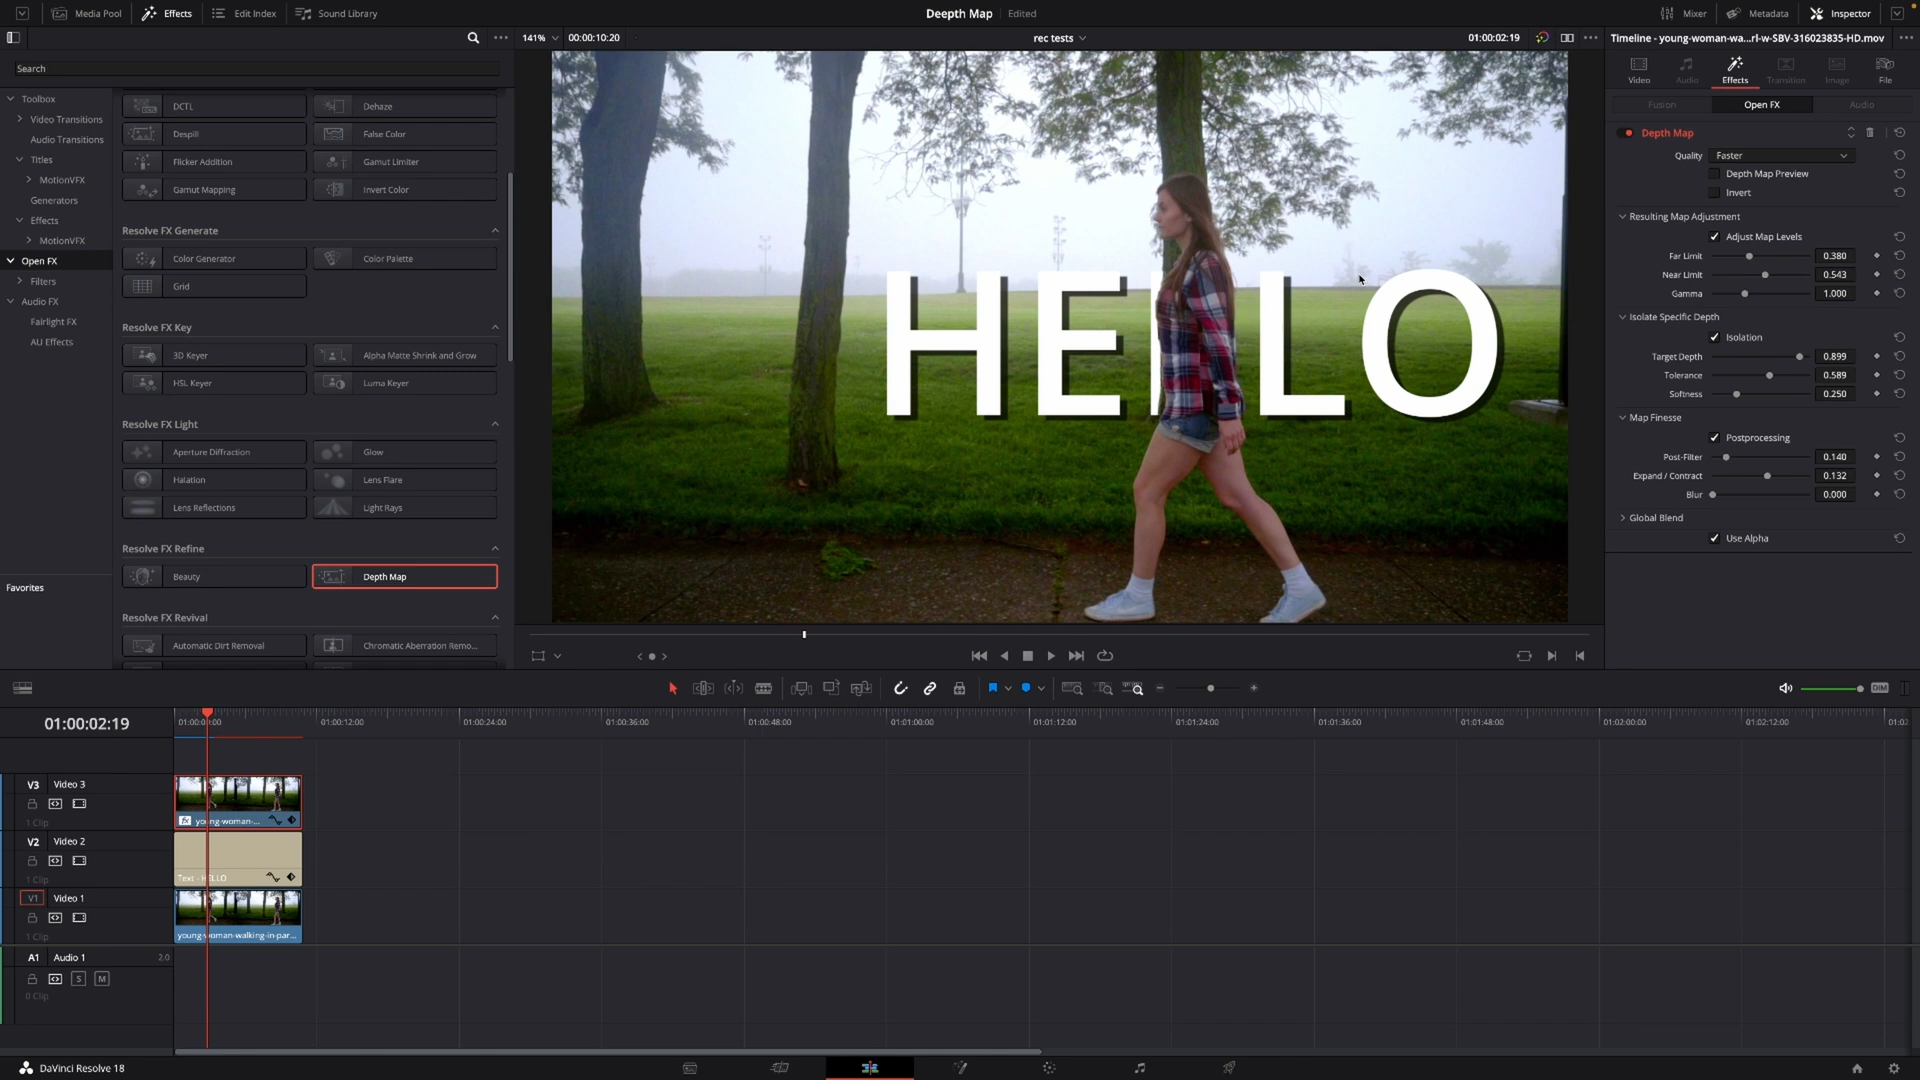 Media Pool Effects Edit Index Sound Library Deepth Map Edited Mixer Metadata Inspector
141% 00:00:10:20 rec tests 01:00:02:19 Timeline - young-woman-wa...rl-w-SBV-316023835-HD.mov
Search
Video Audio Effects Transition Image File
Fusion Open FX Audio
Toolbox
Video Transitions
Audio Transitions
Titles
MotionVFX
Generators
Effects
MotionVFX
Open FX
Filters
Audio FX
Fairlight FX
AU Effects
Favorites
DCTL Dehaze
Despill False Color
Flicker Addition Gamut Limiter
Gamut Mapping Invert Color
Resolve FX Generate
Color Generator Color Palette
Grid
Resolve FX Key
3D Keyer Alpha Matte Shrink and Grow
HSL Keyer Luma Keyer
Resolve FX Light
Aperture Diffraction Glow
Halation Lens Flare
Lens Reflections Light Rays
Resolve FX Refine
Beauty Depth Map
Resolve FX Revival
Automatic Dirt Removal Chromatic Aberration Remo...
HELLO
Depth Map
Quality Faster
Depth Map Preview
Invert
Resulting Map Adjustment
Adjust Map Levels
Far Limit 0.380
Near Limit 0.543
Gamma 1.000
Isolate Specific Depth
Isolation
Target Depth 0.899
Tolerance 0.589
Softness 0.250
Map Finesse
Postprocessing
Post-Filter 0.140
Expand / Contract 0.132
Blur 0.000
Global Blend
Use Alpha
DIM
01:00:02:19 01:00:12:00 01:00:24:00 01:00:36:00 01:00:48:00 01:01:00:00 01:01:12:00 01:01:24:00 01:01:36:00 01:01:48:00 01:02:00:00 01:02:12:00
V3 Video 3
1 Clip
fx young-woman-...
V2 Video 2
1 Clip
Text - HELLO
V1 Video 1
1 Clip
young-woman-walking-in-par...
A1 Audio 1 2.0
S M
0 Clip
DaVinci Resolve 18